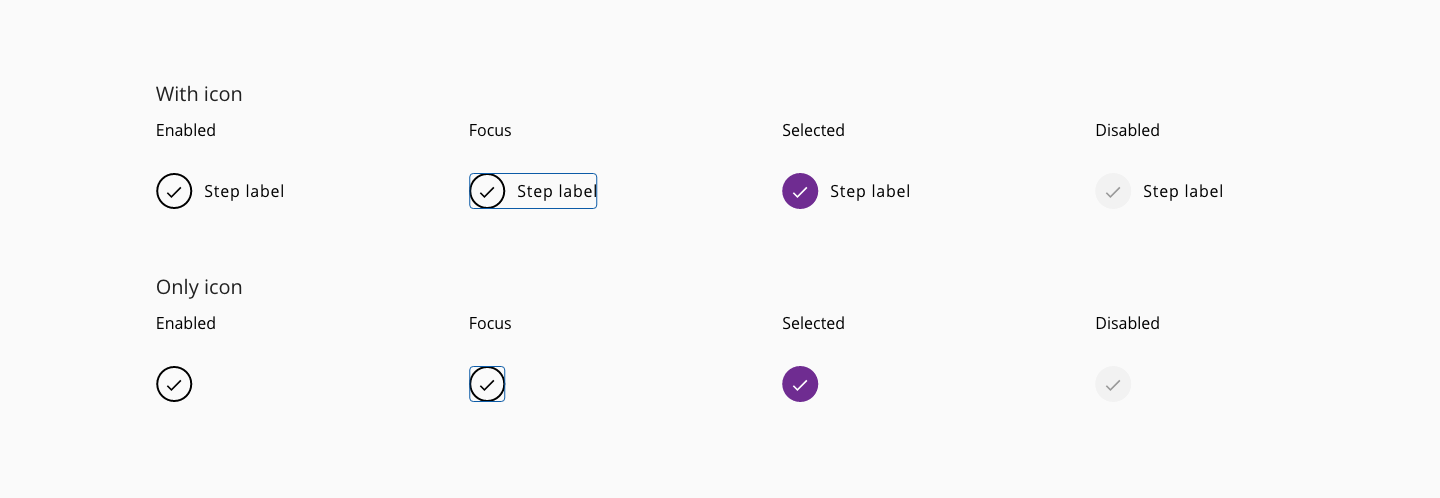 With icon
Enabled Focus Selected Disabled
Step label Step label Step label Step label
Only icon
Enabled Focus Selected Disabled